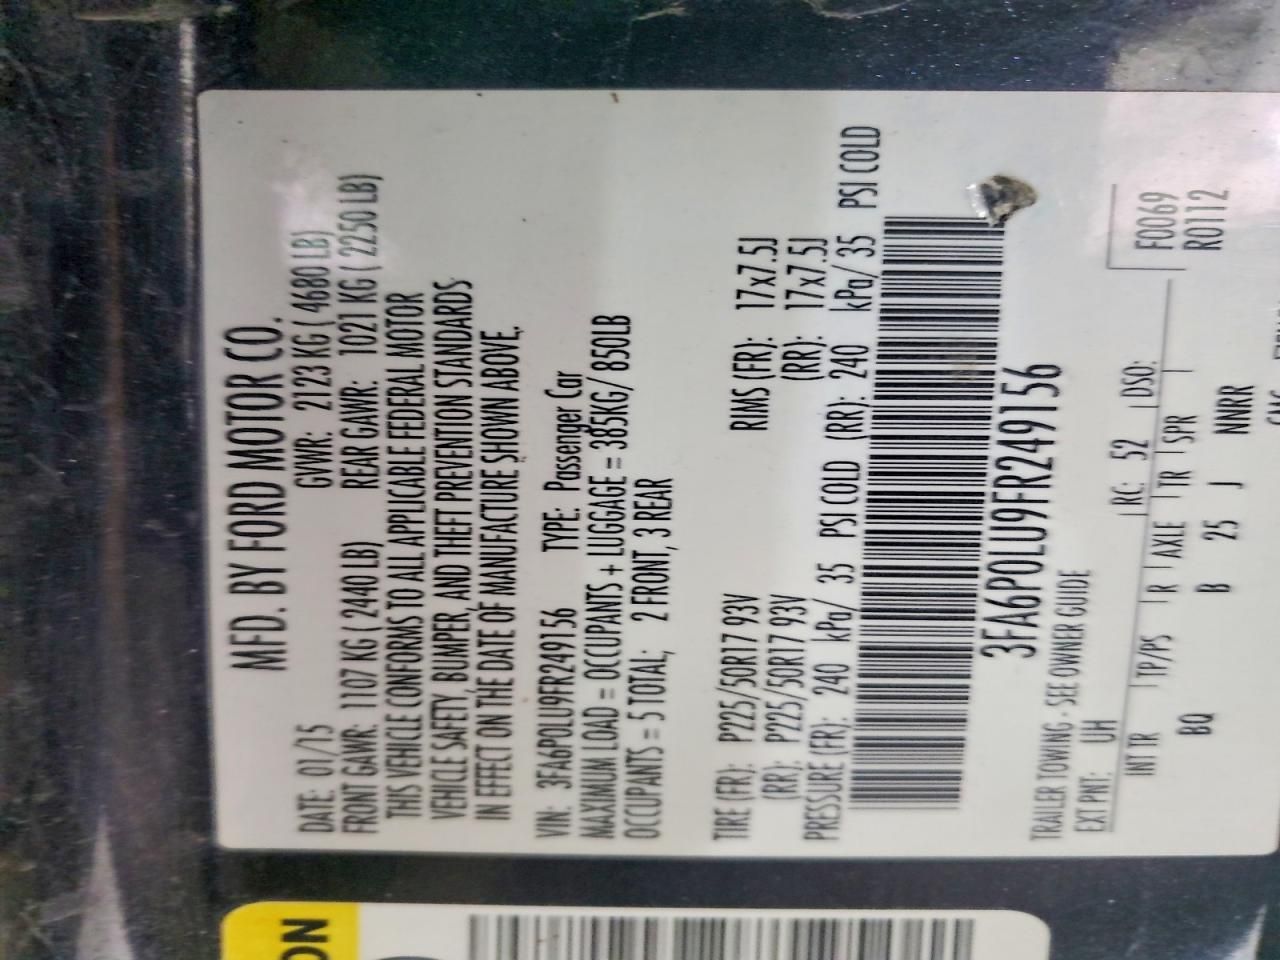 MFD. BY FORD MOTOR CO.
DATE: 01/15 GVWR: 2123 KG ( 4680 LB)
FRONT GAWR: 1107 KG ( 2440 LB) REAR GAWR: 1021 KG ( 2250 LB)
THIS VEHICLE CONFORMS TO ALL APPLICABLE FEDERAL MOTOR
VEHICLE SAFETY, BUMPER, AND THEFT PREVENTION STANDARDS
IN EFFECT ON THE DATE OF MANUFACTURE SHOWN ABOVE.
VIN: 3FA6P0LU9FR249156 TYPE: Passenger Car
MAXIMUM LOAD = OCCUPANTS + LUGGAGE = 385KG/ 850LB
OCCUPANTS = 5 TOTAL, 2 FRONT, 3 REAR
TIRE (FR): P225/50R17 93V RIMS (FR): 17x7.5J
(RR): P225/50R17 93V (RR): 17x7.5J
PRESSURE (FR): 240 kPa/ 35 PSI COLD (RR): 240 kPa/ 35 PSI COLD
3FA6P0LU9FR249156
TRAILER TOWING - SEE OWNER GUIDE
F0069
R0112
EXT PNT: UH RC: 52 DSO:
INT TR TP/PS R AXLE TR SPR
BQ B 25 J NNRR
ON